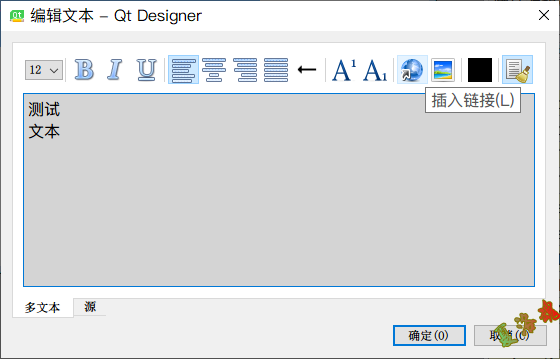 编辑文本 - Qt Designer
12
B I U
A¹ A₁
插入链接(L)
测试
文本
多文本
源
确定(O)
取消(C)